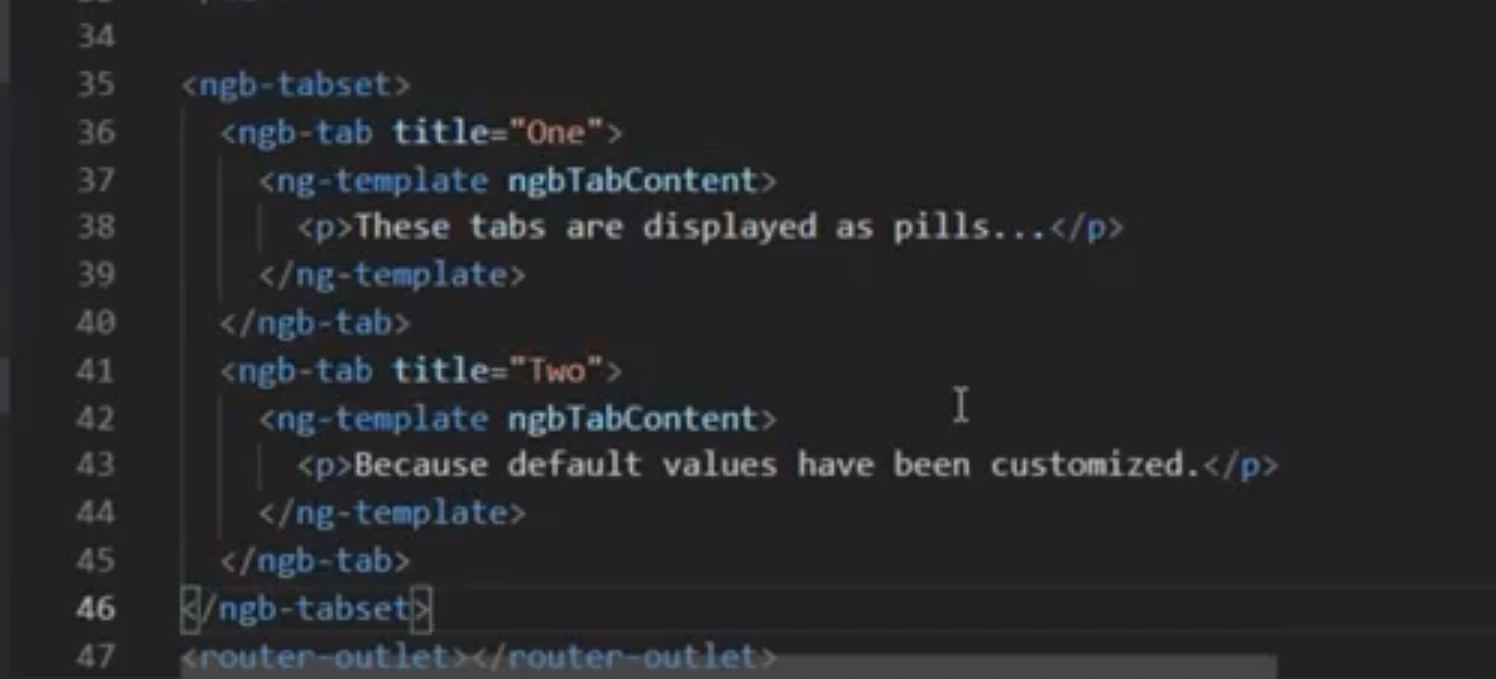 34
35 <ngb-tabset>
36 <ngb-tab title="One">
37 <ng-template ngbTabContent>
38 <p>These tabs are displayed as pills...</p>
39 </ng-template>
40 </ngb-tab>
41 <ngb-tab title="Two">
42 <ng-template ngbTabContent>
43 <p>Because default values have been customized.</p>
44 </ng-template>
45 </ngb-tab>
46 </ngb-tabset>
47 <router-outlet></router-outlet>